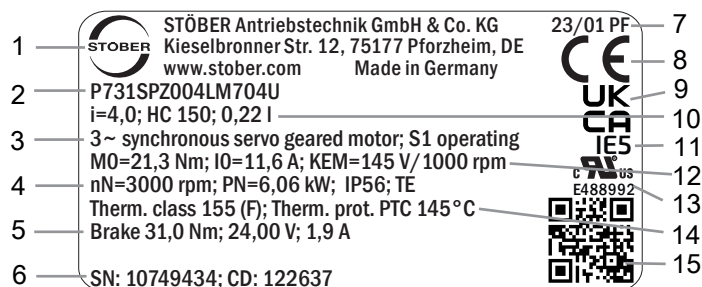 STÖBER Antriebstechnik GmbH & Co. KG 23/01 PF 7
1 STÖBER Kieselbronner Str. 12, 75177 Pforzheim, DE
www.stober.com Made in Germany CE 8
2 P731SPZ004LM704U UK CA 9
i=4,0; HC 150; 0,22 l 10
3 3~ synchronous servo geared motor; S1 operating IE5 11
M0=21,3 Nm; I0=11,6 A; KEM=145 V/1000 rpm 12
4 nN=3000 rpm; PN=6,06 kW; IP56; TE c RU US E488992 13
Therm. class 155 (F); Therm. prot. PTC 145°C 14
5 Brake 31,0 Nm; 24,00 V; 1,9 A
15
6 SN: 10749434; CD: 122637